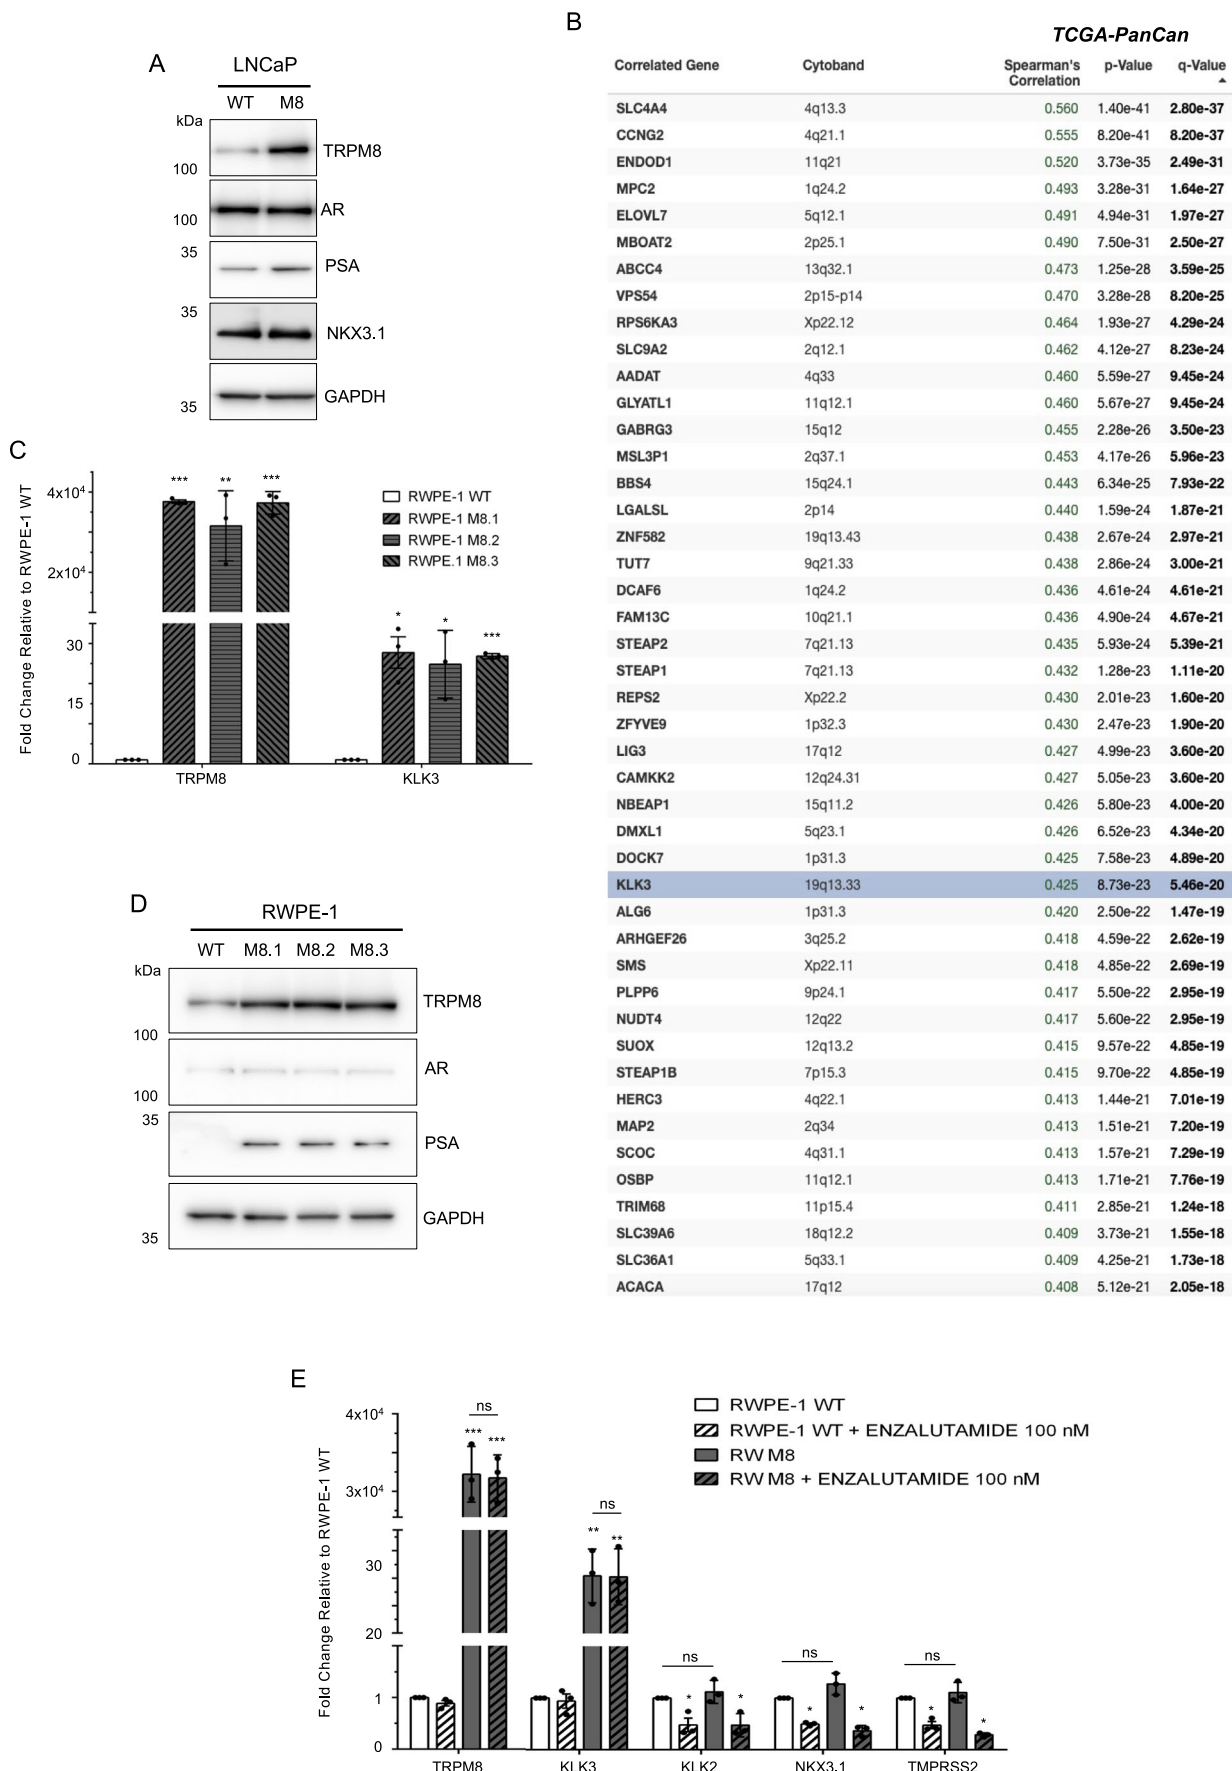 A
LNCaP
WT M8
kDa
TRPM8
100
AR
100
35
PSA
35
NKX3.1
GAPDH
35
B
TCGA-PanCan
Correlated Gene Cytoband Spearman's Correlation p-Value q-Value
SLC4A4 4q13.3 0.560 1.40e-41 2.80e-37
CCNG2 4q21.1 0.555 8.20e-41 8.20e-37
ENDOD1 11q21 0.520 3.73e-35 2.49e-31
MPC2 1q24.2 0.493 3.28e-31 1.64e-27
ELOVL7 5q12.1 0.491 4.94e-31 1.97e-27
MBOAT2 2p25.1 0.490 7.50e-31 2.50e-27
ABCC4 13q32.1 0.473 1.25e-28 3.59e-25
VPS54 2p15-p14 0.470 3.28e-28 8.20e-25
RPS6KA3 Xp22.12 0.464 1.93e-27 4.29e-24
SLC9A2 2q12.1 0.462 4.12e-27 8.23e-24
AADAT 4q33 0.460 5.59e-27 9.45e-24
GLYATL1 11q12.1 0.460 5.67e-27 9.45e-24
GABRG3 15q12 0.455 2.28e-26 3.50e-23
MSL3P1 2q37.1 0.453 4.17e-26 5.96e-23
BBS4 15q24.1 0.443 6.34e-25 7.93e-22
LGALSL 2p14 0.440 1.59e-24 1.87e-21
ZNF582 19q13.43 0.438 2.67e-24 2.97e-21
TUT7 9q21.33 0.438 2.86e-24 3.00e-21
DCAF6 1q24.2 0.436 4.61e-24 4.61e-21
FAM13C 10q21.1 0.436 4.90e-24 4.67e-21
STEAP2 7q21.13 0.435 5.93e-24 5.39e-21
STEAP1 7q21.13 0.432 1.28e-23 1.11e-20
REPS2 Xp22.2 0.430 2.01e-23 1.60e-20
ZFYVE9 1p32.3 0.430 2.47e-23 1.90e-20
LIG3 17q12 0.427 4.99e-23 3.60e-20
CAMKK2 12q24.31 0.427 5.05e-23 3.60e-20
NBEAP1 15q11.2 0.426 5.80e-23 4.00e-20
DMXL1 5q23.1 0.426 6.52e-23 4.34e-20
DOCK7 1p31.3 0.425 7.58e-23 4.89e-20
KLK3 19q13.33 0.425 8.73e-23 5.46e-20
ALG6 1p31.3 0.420 2.50e-22 1.47e-19
ARHGEF26 3q25.2 0.418 4.59e-22 2.62e-19
SMS Xp22.11 0.418 4.85e-22 2.69e-19
PLPP6 9p24.1 0.417 5.50e-22 2.95e-19
NUDT4 12q22 0.417 5.60e-22 2.95e-19
SUOX 12q13.2 0.415 9.57e-22 4.85e-19
STEAP1B 7p15.3 0.415 9.70e-22 4.85e-19
HERC3 4q22.1 0.413 1.44e-21 7.01e-19
MAP2 2q34 0.413 1.51e-21 7.20e-19
SCOC 4q31.1 0.413 1.57e-21 7.29e-19
OSBP 11q12.1 0.413 1.71e-21 7.76e-19
TRIM68 11p15.4 0.411 2.85e-21 1.24e-18
SLC39A6 18q12.2 0.409 3.73e-21 1.55e-18
SLC36A1 5q33.1 0.409 4.25e-21 1.73e-18
ACACA 17q12 0.408 5.12e-21 2.05e-18
C
Fold Change Relative to RWPE-1 WT
4x10⁴
2x10⁴
30
15
0
*** ** ***
* * ***
RWPE-1 WT
RWPE-1 M8.1
RWPE-1 M8.2
RWPE.1 M8.3
TRPM8 KLK3
D
RWPE-1
WT M8.1 M8.2 M8.3
kDa
TRPM8
100
AR
100
35
PSA
GAPDH
35
E
Fold Change Relative to RWPE-1 WT
4x10⁴
3x10⁴
30
20
1
0
ns
*** ***
ns
** **
ns
* *
ns
* *
ns
* *
RWPE-1 WT
RWPE-1 WT + ENZALUTAMIDE 100 nM
RW M8
RW M8 + ENZALUTAMIDE 100 nM
TRPM8 KLK3 KLK2 NKX3.1 TMPRSS2